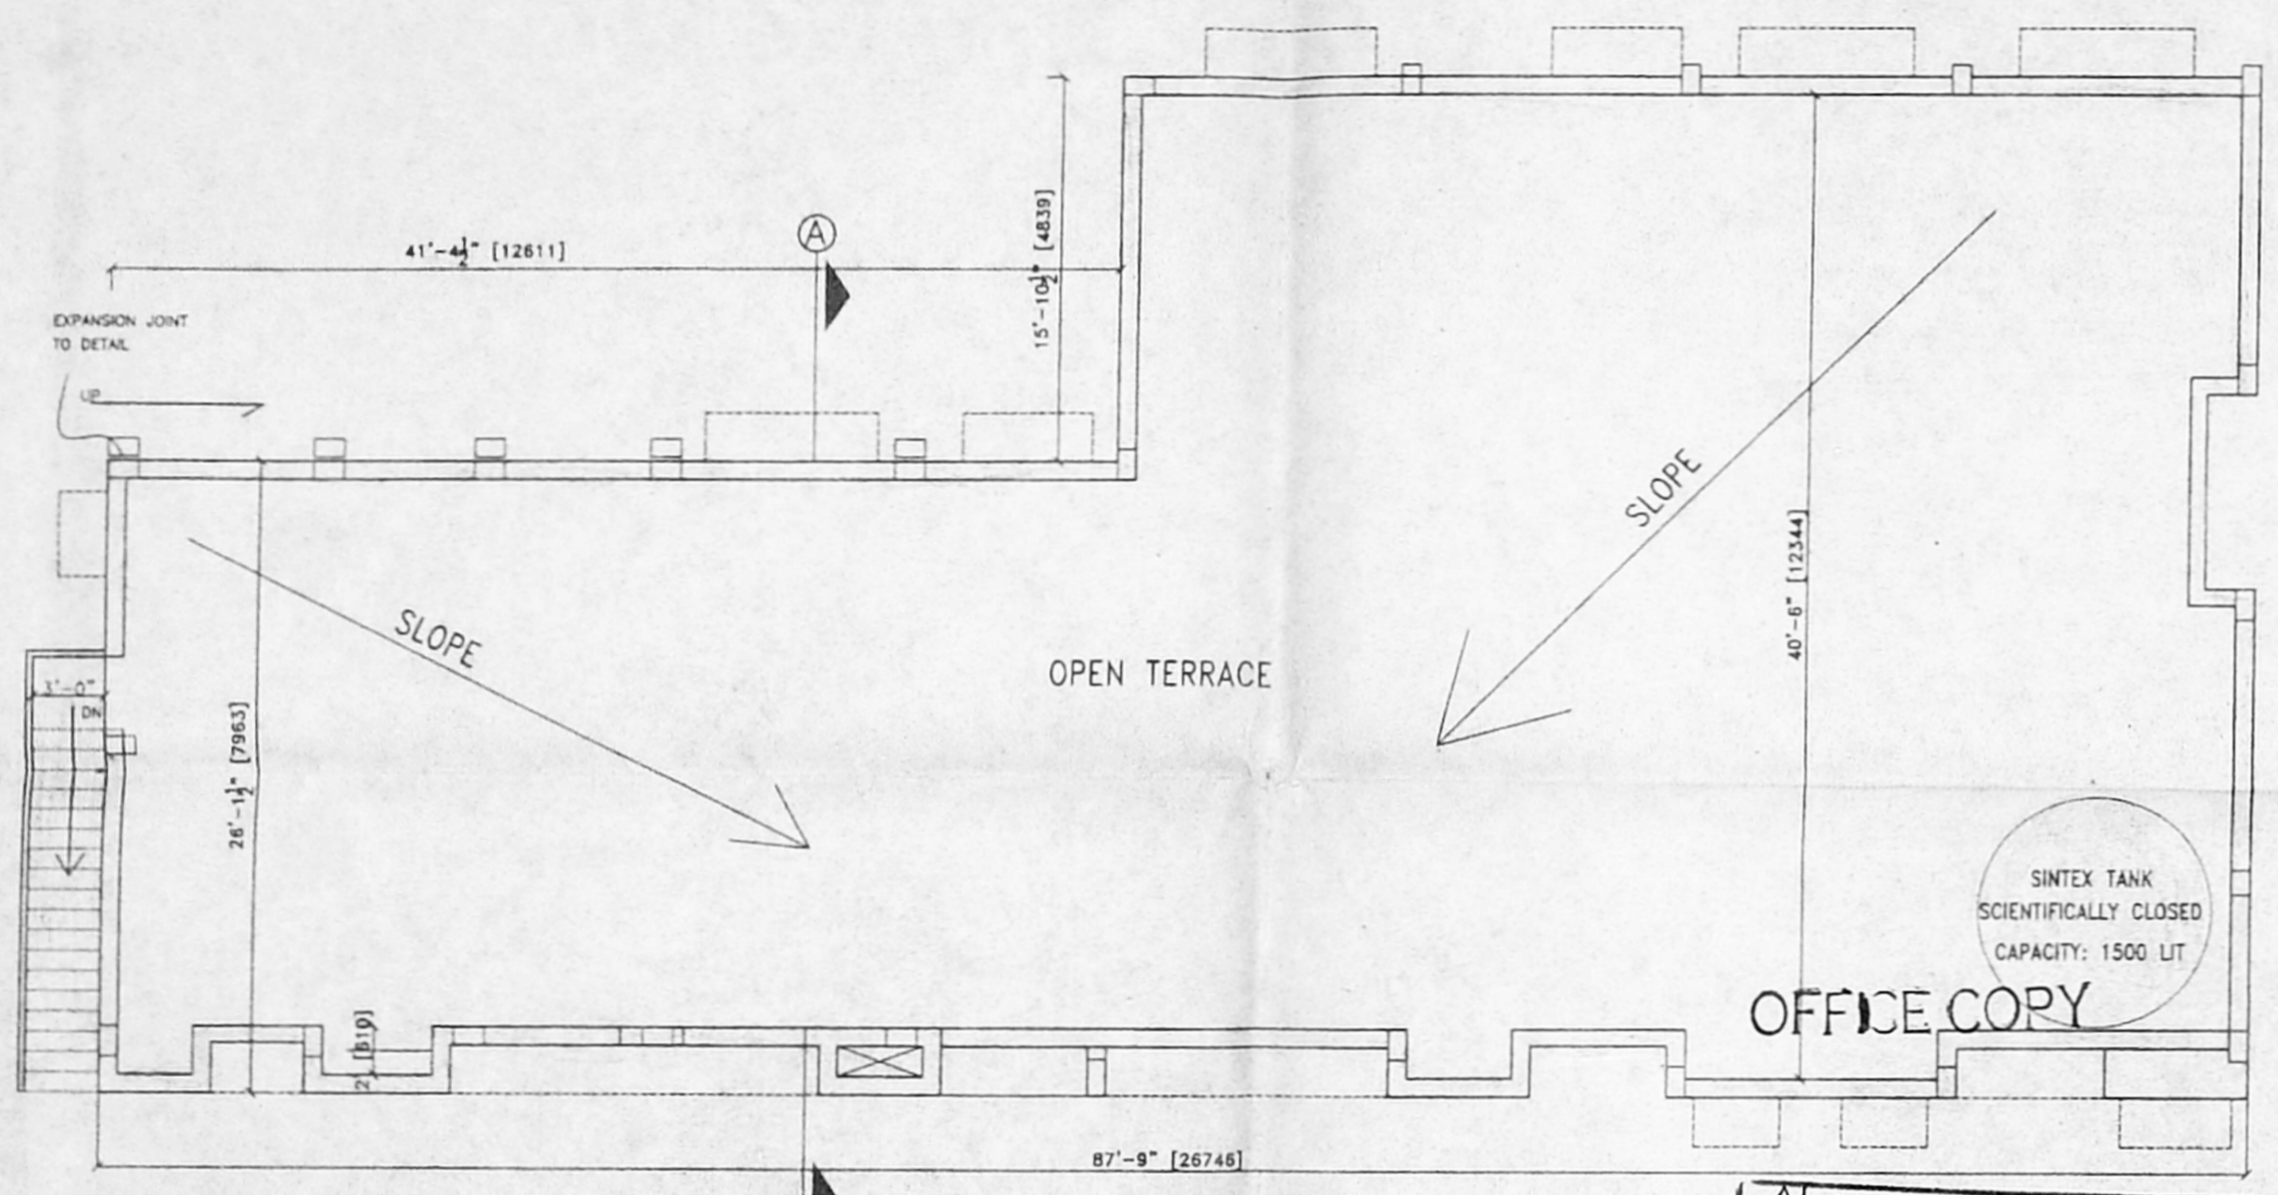 A
41'-4½" [12611]
15'-10½" [4839]
EXPANSION JOINT
TO DETAIL
UP
SLOPE
SLOPE
40'-6" [12344]
OPEN TERRACE
3'-0"
DN
26'-1½" [7963]
SINTEX TANK
SCIENTIFICALLY CLOSED
CAPACITY: 1500 LIT
OFFICE COPY
2' [610]
87'-9" [26746]